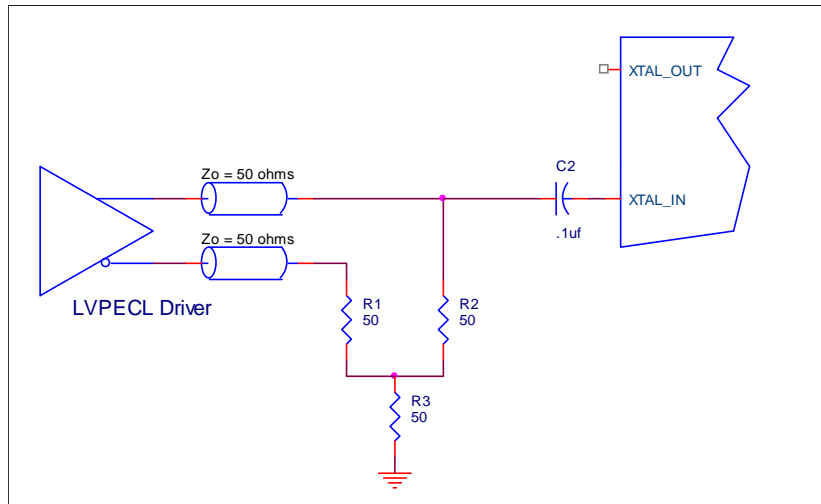 XTAL_OUT
C2
Zo = 50 ohms
XTAL_IN
.1uf
Zo = 50 ohms
LVPECL Driver
R1
50
R2
50
R3
50